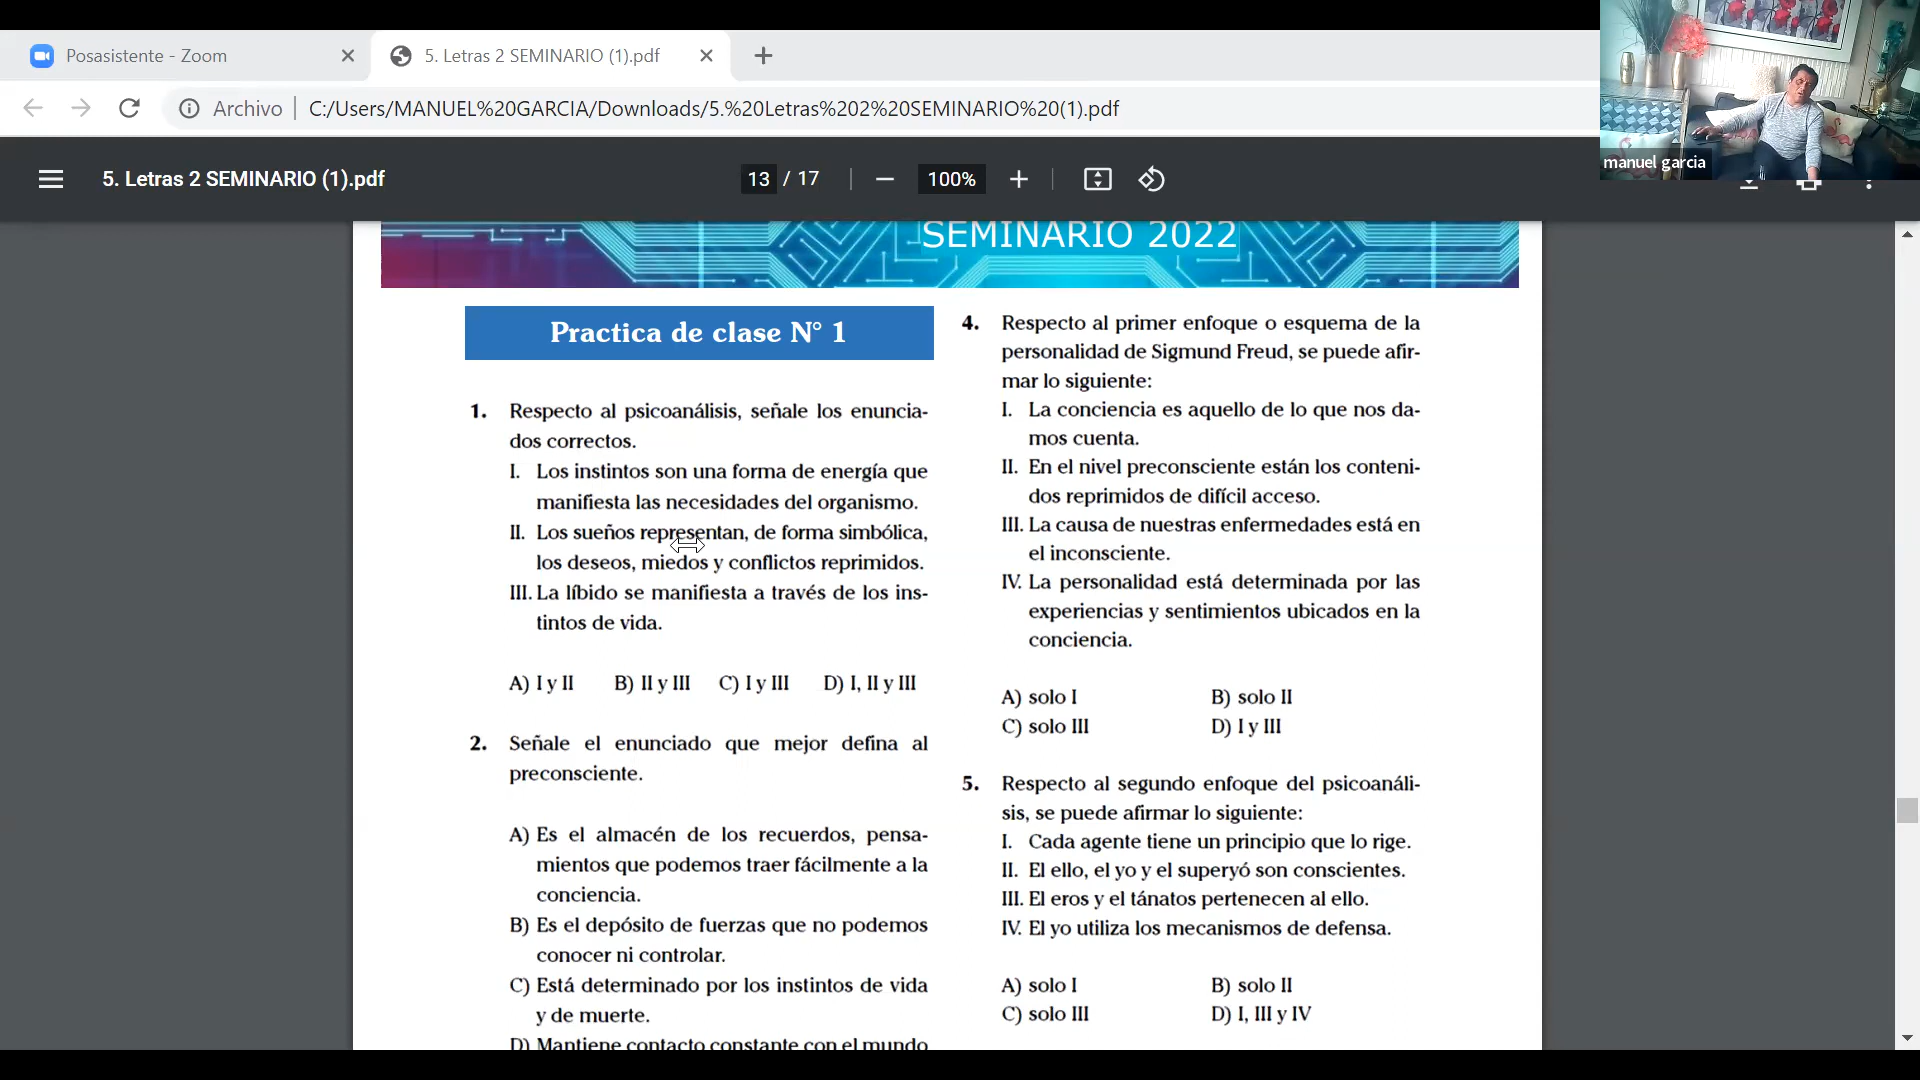 Posasistente - Zoom
5. Letras 2 SEMINARIO (1).pdf
Archivo
C:/Users/MANUEL%20GARCIA/Downloads/5.%20Letras%202%20SEMINARIO%20(1).pdf
manuel garcia
5. Letras 2 SEMINARIO (1).pdf
13 / 17
100%
SEMINARIO 2022
Practica de clase N° 1
1. Respecto al psicoanálisis, señale los enuncia-
dos correctos.
I. Los instintos son una forma de energía que
manifiesta las necesidades del organismo.
II. Los sueños representan, de forma simbólica,
los deseos, miedos y conflictos reprimidos.
III. La líbido se manifiesta a través de los ins-
tintos de vida.
A) I y II B) II y III C) I y III D) I, II y III
2. Señale el enunciado que mejor defina al
preconsciente.
A) Es el almacén de los recuerdos, pensa-
mientos que podemos traer fácilmente a la
conciencia.
B) Es el depósito de fuerzas que no podemos
conocer ni controlar.
C) Está determinado por los instintos de vida
y de muerte.
D) Mantiene contacto constante con el mundo
4. Respecto al primer enfoque o esquema de la
personalidad de Sigmund Freud, se puede afir-
mar lo siguiente:
I. La conciencia es aquello de lo que nos da-
mos cuenta.
II. En el nivel preconsciente están los conteni-
dos reprimidos de difícil acceso.
III. La causa de nuestras enfermedades está en
el inconsciente.
IV. La personalidad está determinada por las
experiencias y sentimientos ubicados en la
conciencia.
A) solo I B) solo II
C) solo III D) I y III
5. Respecto al segundo enfoque del psicoanáli-
sis, se puede afirmar lo siguiente:
I. Cada agente tiene un principio que lo rige.
II. El ello, el yo y el superyó son conscientes.
III. El eros y el tánatos pertenecen al ello.
IV. El yo utiliza los mecanismos de defensa.
A) solo I B) solo II
C) solo III D) I, III y IV